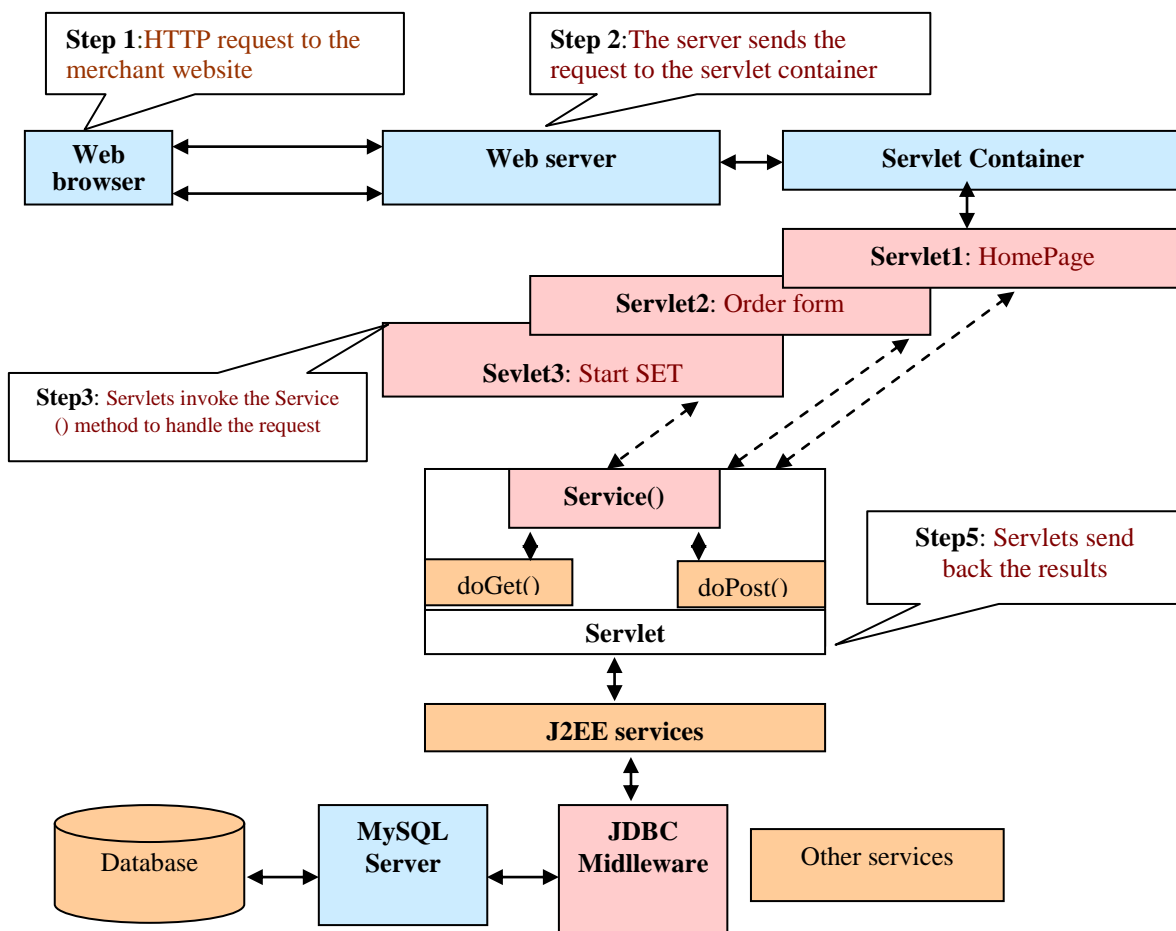 Step 1:HTTP request to the
merchant website
Step 2:The server sends the
request to the servlet container
Web
browser
Web server
Servlet Container
Servlet1: HomePage
Servlet2: Order form
Sevlet3: Start SET
Step3: Servlets invoke the Service
() method to handle the request
Service()
Step5: Servlets send
back the results
doGet()
doPost()
Servlet
J2EE services
Database
MySQL
Server
JDBC
Midlleware
Other services